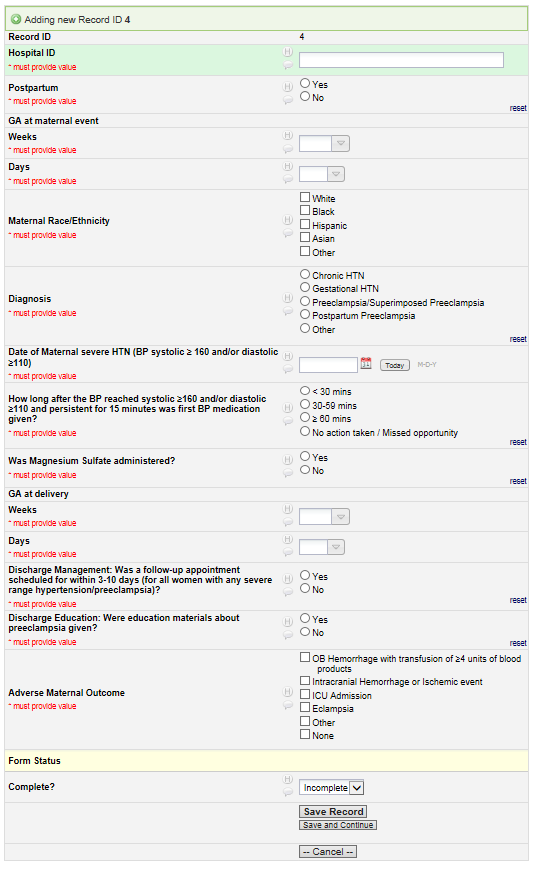 Adding new Record ID 4
Record ID 4
Hospital ID
* must provide value
H
Postpartum
* must provide value
H
Yes
No
reset
GA at maternal event
Weeks
* must provide value
H
Days
* must provide value
H
Maternal Race/Ethnicity
* must provide value
H
White
Black
Hispanic
Asian
Other
Diagnosis
* must provide value
H
Chronic HTN
Gestational HTN
Preeclampsia/Superimposed Preeclampsia
Postpartum Preeclampsia
Other
reset
Date of Maternal severe HTN (BP systolic ≥ 160 and/or diastolic
≥110)
* must provide value
H
31
Today M-D-Y
How long after the BP reached systolic ≥160 and/or diastolic
≥110 and persistent for 15 minutes was first BP medication
given?
* must provide value
H
< 30 mins
30-59 mins
≥ 60 mins
No action taken / Missed opportunity
reset
Was Magnesium Sulfate administered?
* must provide value
H
Yes
No
reset
GA at delivery
Weeks
* must provide value
H
Days
* must provide value
H
Discharge Management: Was a follow-up appointment
scheduled for within 3-10 days (for all women with any severe
range hypertension/preeclampsia)?
* must provide value
H
Yes
No
reset
Discharge Education: Were education materials about
preeclampsia given?
* must provide value
H
Yes
No
reset
Adverse Maternal Outcome
* must provide value
H
OB Hemorrhage with transfusion of ≥4 units of blood
products
Intracranial Hemorrhage or Ischemic event
ICU Admission
Eclampsia
Other
None
Form Status
Complete?
H
Incomplete
Save Record
Save and Continue
-- Cancel --